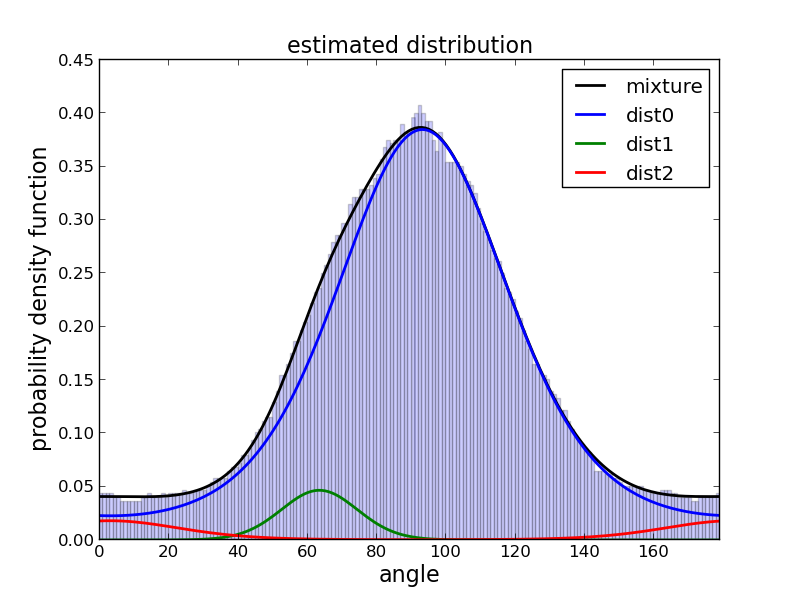 estimated distribution
mixture
dist0
dist1
dist2
probability density function
0.45
0.40
0.35
0.30
0.25
0.20
0.15
0.10
0.05
0.00
0 20 40 60 80 100 120 140 160
angle